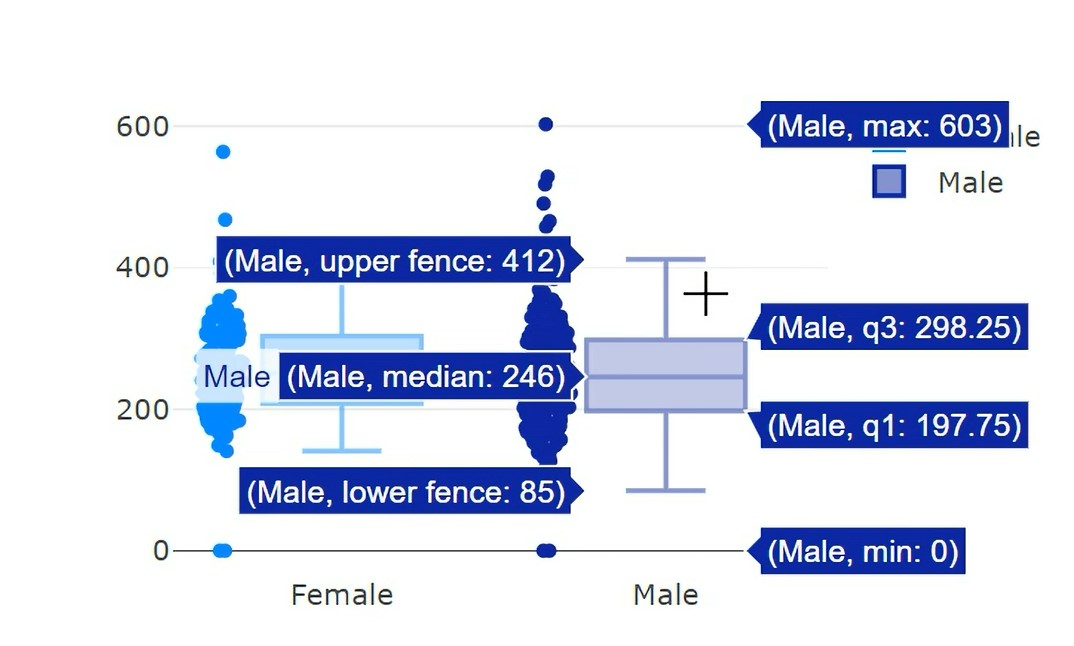 600
(Male, max: 603)
le
Male
(Male, upper fence: 412)
400
(Male, q3: 298.25)
Male
(Male, median: 246)
200
(Male, q1: 197.75)
(Male, lower fence: 85)
0
(Male, min: 0)
Female
Male